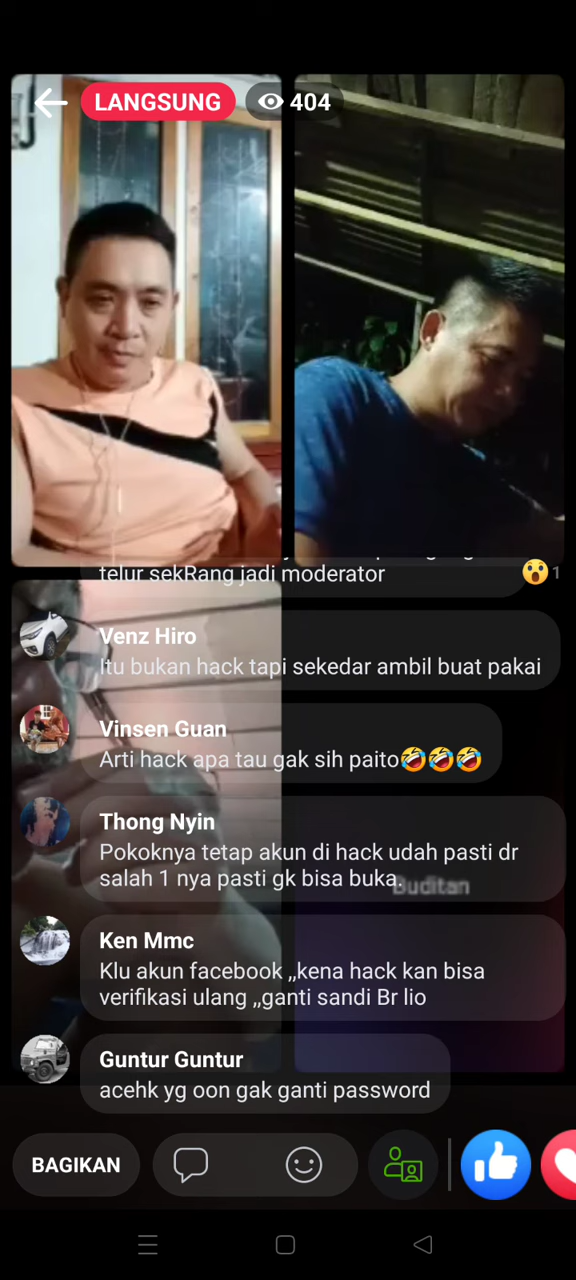 LANGSUNG
404
telur sekRang jadi moderator
1
Venz Hiro
Itu bukan hack tapi sekedar ambil buat pakai
Vinsen Guan
Arti hack apa tau gak sih paito🤣🤣🤣
Thong Nyin
Pokoknya tetap akun di hack udah pasti dr
salah 1 nya pasti gk bisa buka.
Buditan
Ken Mmc
Klu akun facebook ,,kena hack kan bisa
verifikasi ulang ,,ganti sandi Br lio
Guntur Guntur
acehk yg oon gak ganti password
BAGIKAN